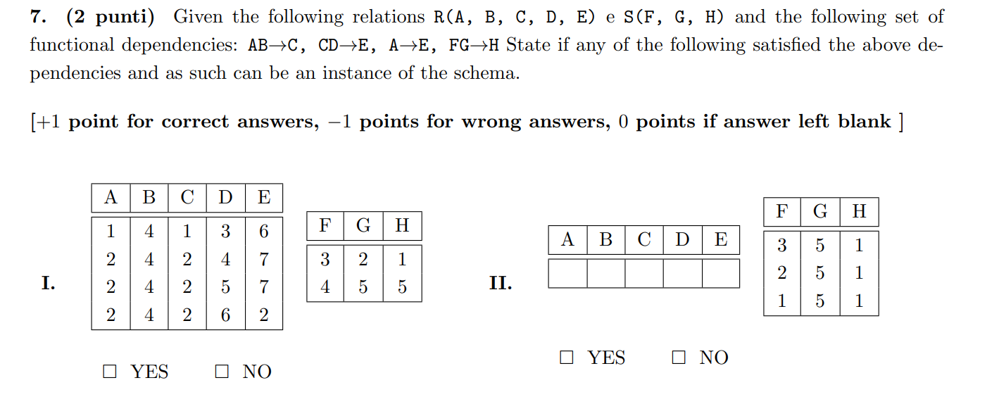 7. (2 punti) Given the following relations R(A, B, C, D, E) e S(F, G, H) and the following set of
functional dependencies: AB→C, CD→E, A→E, FG→H State if any of the following satisfied the above de-
pendencies and as such can be an instance of the schema.
[+1 point for correct answers, −1 points for wrong answers, 0 points if answer left blank ]
I.
A B C D E
1 4 1 3 6
2 4 2 4 7
2 4 2 5 7
2 4 2 6 2
F G H
3 2 1
4 5 5
□ YES □ NO
II.
A B C D E
F G H
3 5 1
2 5 1
1 5 1
□ YES □ NO